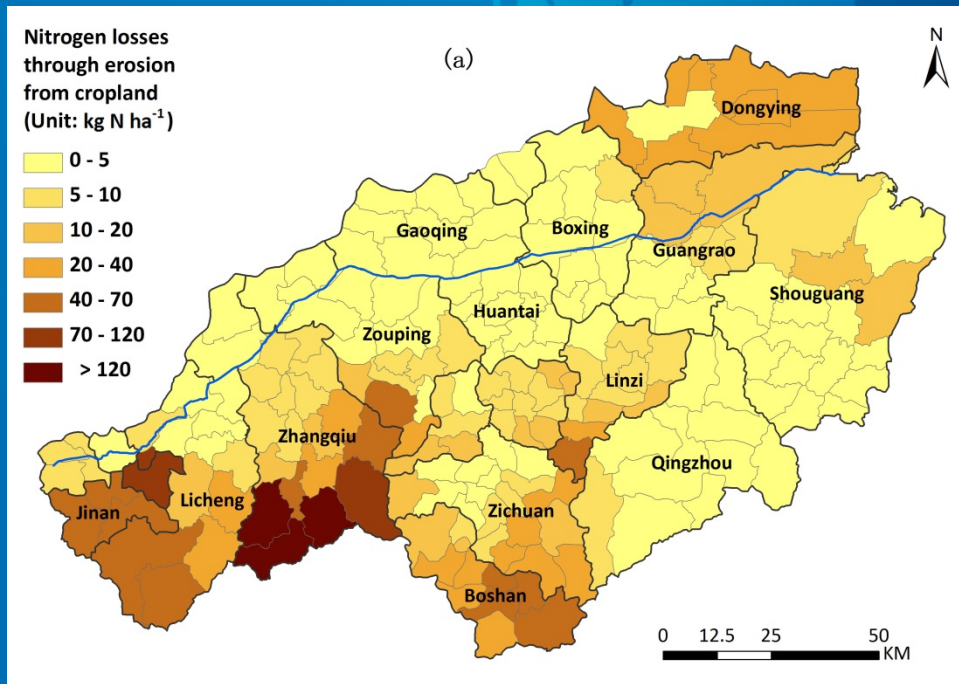 Nitrogen losses
through erosion
from cropland
(Unit: kg N ha⁻¹)
0 - 5
5 - 10
10 - 20
20 - 40
40 - 70
70 - 120
> 120
(a)
N
Dongying
Gaoqing
Boxing
Guangrao
Shouguang
Huantai
Zouping
Linzi
Zhangqiu
Qingzhou
Licheng
Jinan
Zichuan
Boshan
0 12.5 25 50
KM